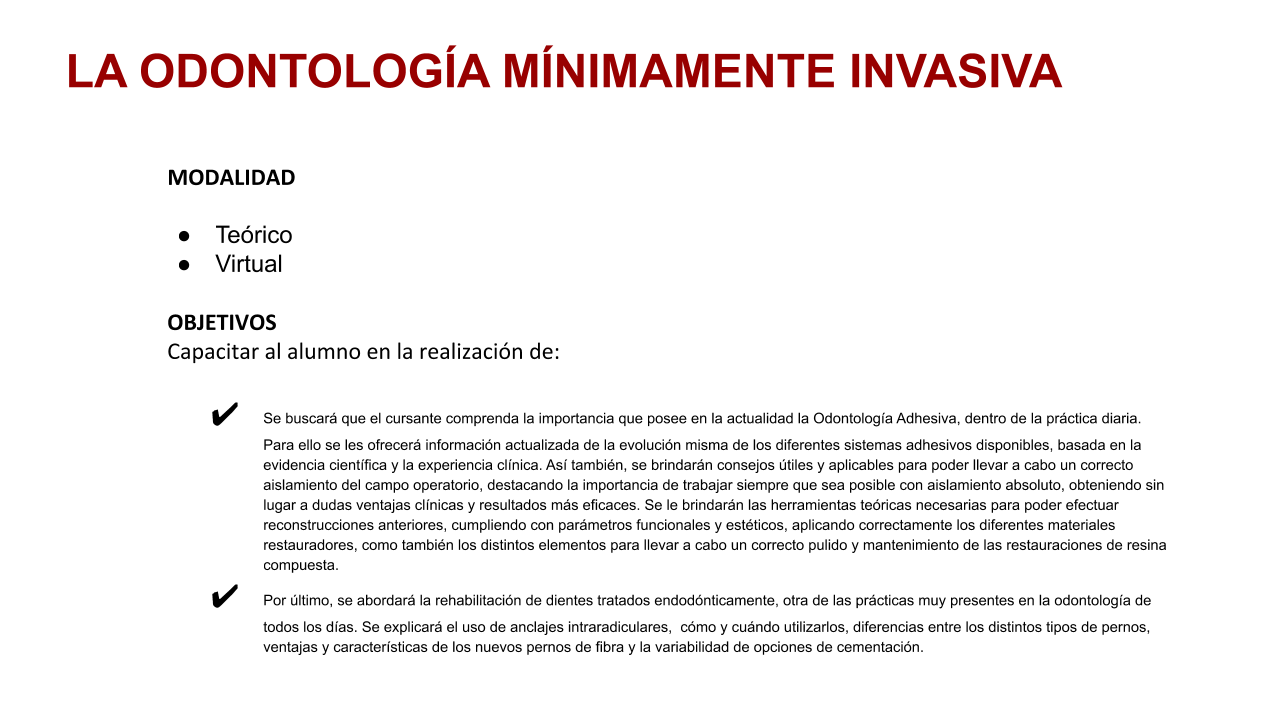 LA ODONTOLOGÍA MÍNIMAMENTE INVASIVA
MODALIDAD
● Teórico
● Virtual
OBJETIVOS
Capacitar al alumno en la realización de:
✔ Se buscará que el cursante comprenda la importancia que posee en la actualidad la Odontología Adhesiva, dentro de la práctica diaria.
Para ello se les ofrecerá información actualizada de la evolución misma de los diferentes sistemas adhesivos disponibles, basada en la
evidencia científica y la experiencia clínica. Así también, se brindarán consejos útiles y aplicables para poder llevar a cabo un correcto
aislamiento del campo operatorio, destacando la importancia de trabajar siempre que sea posible con aislamiento absoluto, obteniendo sin
lugar a dudas ventajas clínicas y resultados más eficaces. Se le brindarán las herramientas teóricas necesarias para poder efectuar
reconstrucciones anteriores, cumpliendo con parámetros funcionales y estéticos, aplicando correctamente los diferentes materiales
restauradores, como también los distintos elementos para llevar a cabo un correcto pulido y mantenimiento de las restauraciones de resina
compuesta.
✔ Por último, se abordará la rehabilitación de dientes tratados endodónticamente, otra de las prácticas muy presentes en la odontología de
todos los días. Se explicará el uso de anclajes intraradiculares,  cómo y cuándo utilizarlos, diferencias entre los distintos tipos de pernos,
ventajas y características de los nuevos pernos de fibra y la variabilidad de opciones de cementación.